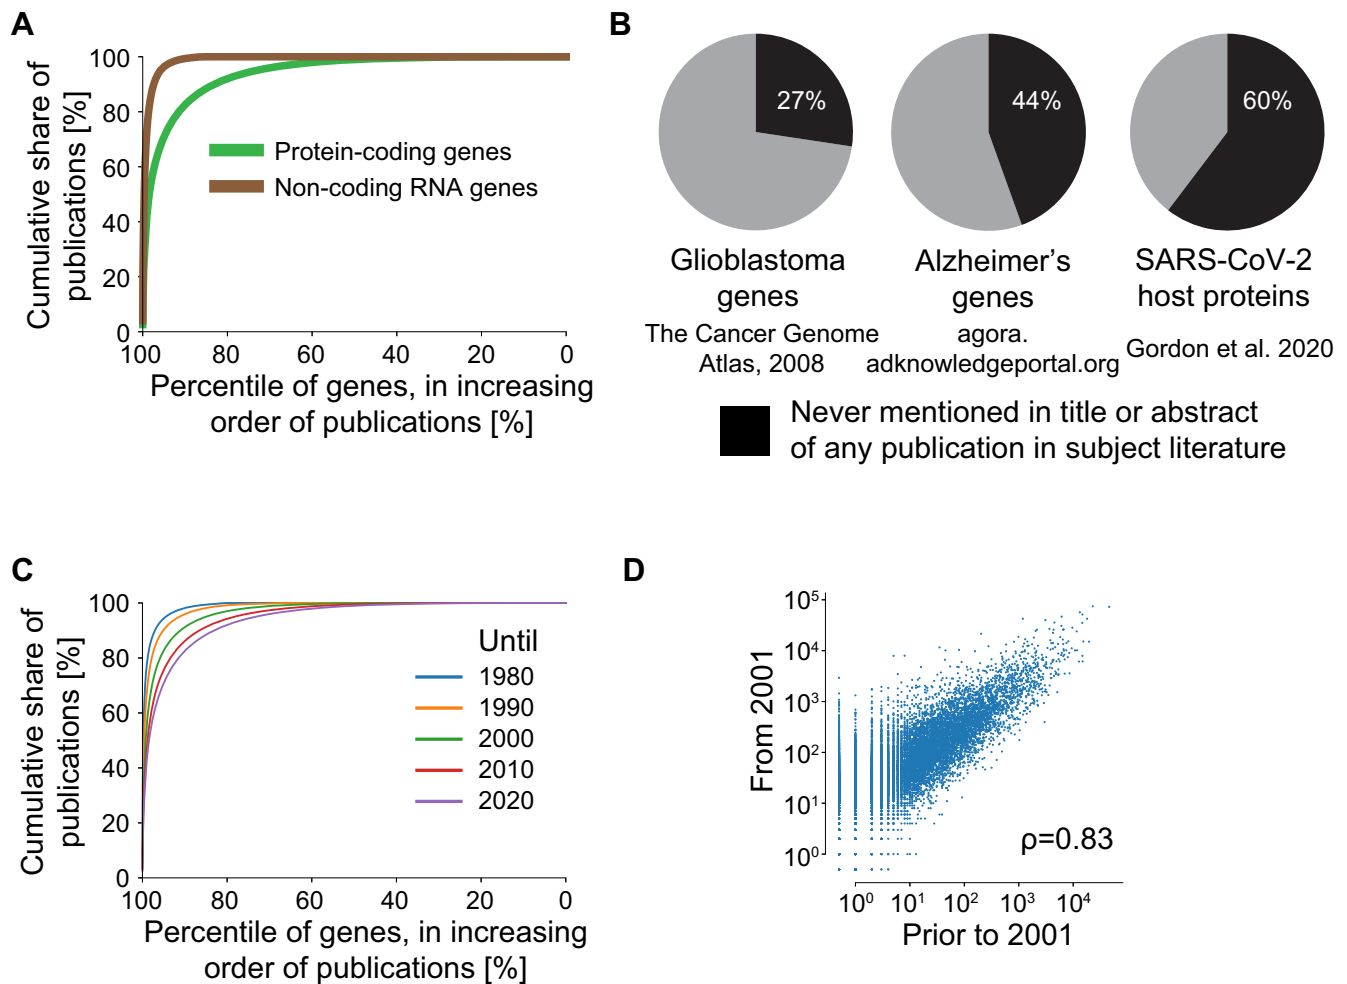 A
Cumulative share of
publications [%]
100
80
60
40
20
0
Protein-coding genes
Non-coding RNA genes
100 80 60 40 20 0
Percentile of genes, in increasing
order of publications [%]
B
27%
44%
60%
Glioblastoma
genes
The Cancer Genome
Atlas, 2008
Alzheimer’s
genes
agora.
adknowledgeportal.org
SARS-CoV-2
host proteins
Gordon et al. 2020
Never mentioned in title or abstract
of any publication in subject literature
C
Cumulative share of
publications [%]
100
80
60
40
20
0
Until
1980
1990
2000
2010
2020
100 80 60 40 20 0
Percentile of genes, in increasing
order of publications [%]
D
From 2001
10⁵
10⁴
10³
10²
10¹
10⁰
ρ=0.83
10⁰ 10¹ 10² 10³ 10⁴
Prior to 2001